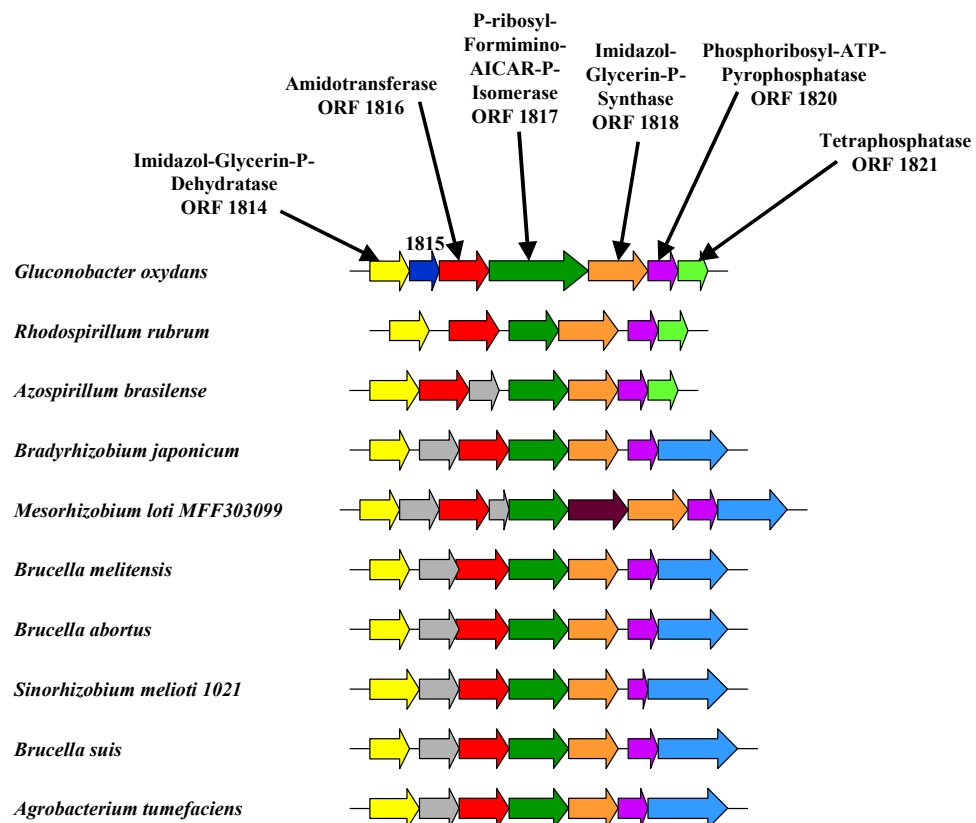 P-ribosyl-
Formimino-
AICAR-P-
Isomerase
ORF 1817
Imidazol-
Glycerin-P-
Synthase
ORF 1818
Phosphoribosyl-ATP-
Pyrophosphatase
ORF 1820
Amidotransferase
ORF 1816
Tetraphosphatase
ORF 1821
Imidazol-Glycerin-P-
Dehydratase
ORF 1814
1815
Gluconobacter oxydans
Rhodospirillum rubrum
Azospirillum brasilense
Bradyrhizobium japonicum
Mesorhizobium loti MFF303099
Brucella melitensis
Brucella abortus
Sinorhizobium melioti 1021
Brucella suis
Agrobacterium tumefaciens